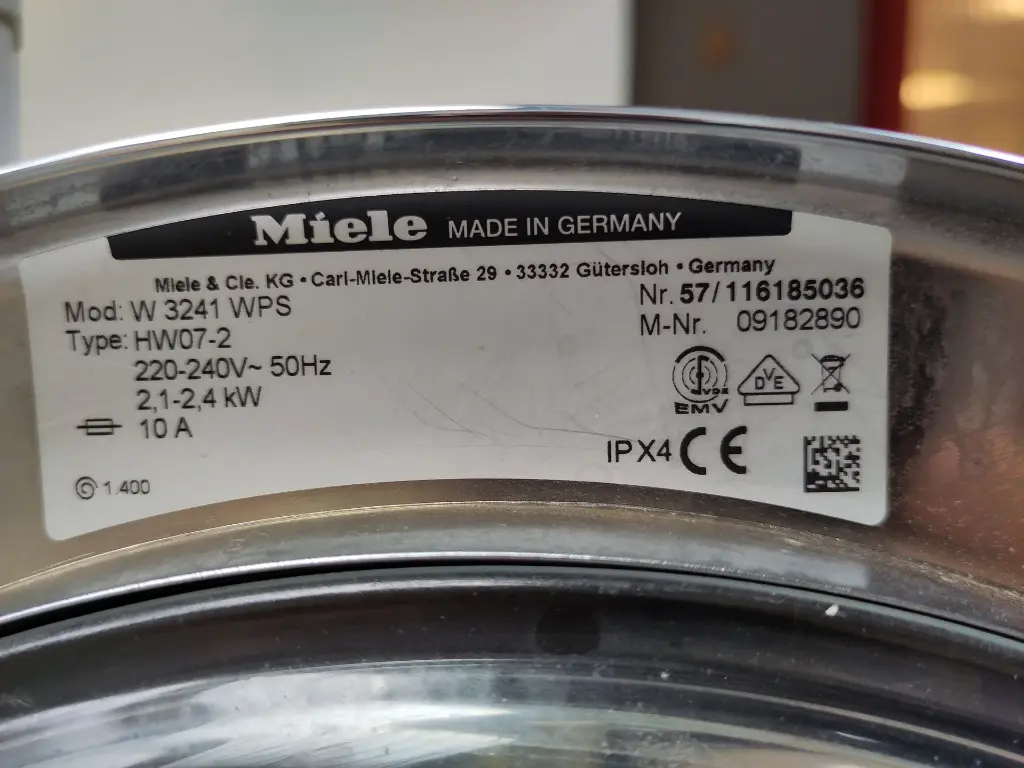 Miele MADE IN GERMANY
Miele & Cie. KG • Carl-Miele-Straße 29 • 33332 Gütersloh • Germany
Mod: W 3241 WPS
Type: HW07-2
220-240V~ 50Hz
2,1-2,4 kW
10 A
1.400
Nr. 57/116185036
M-Nr. 09182890
VDE
EMV
DVE
IPX4 CE